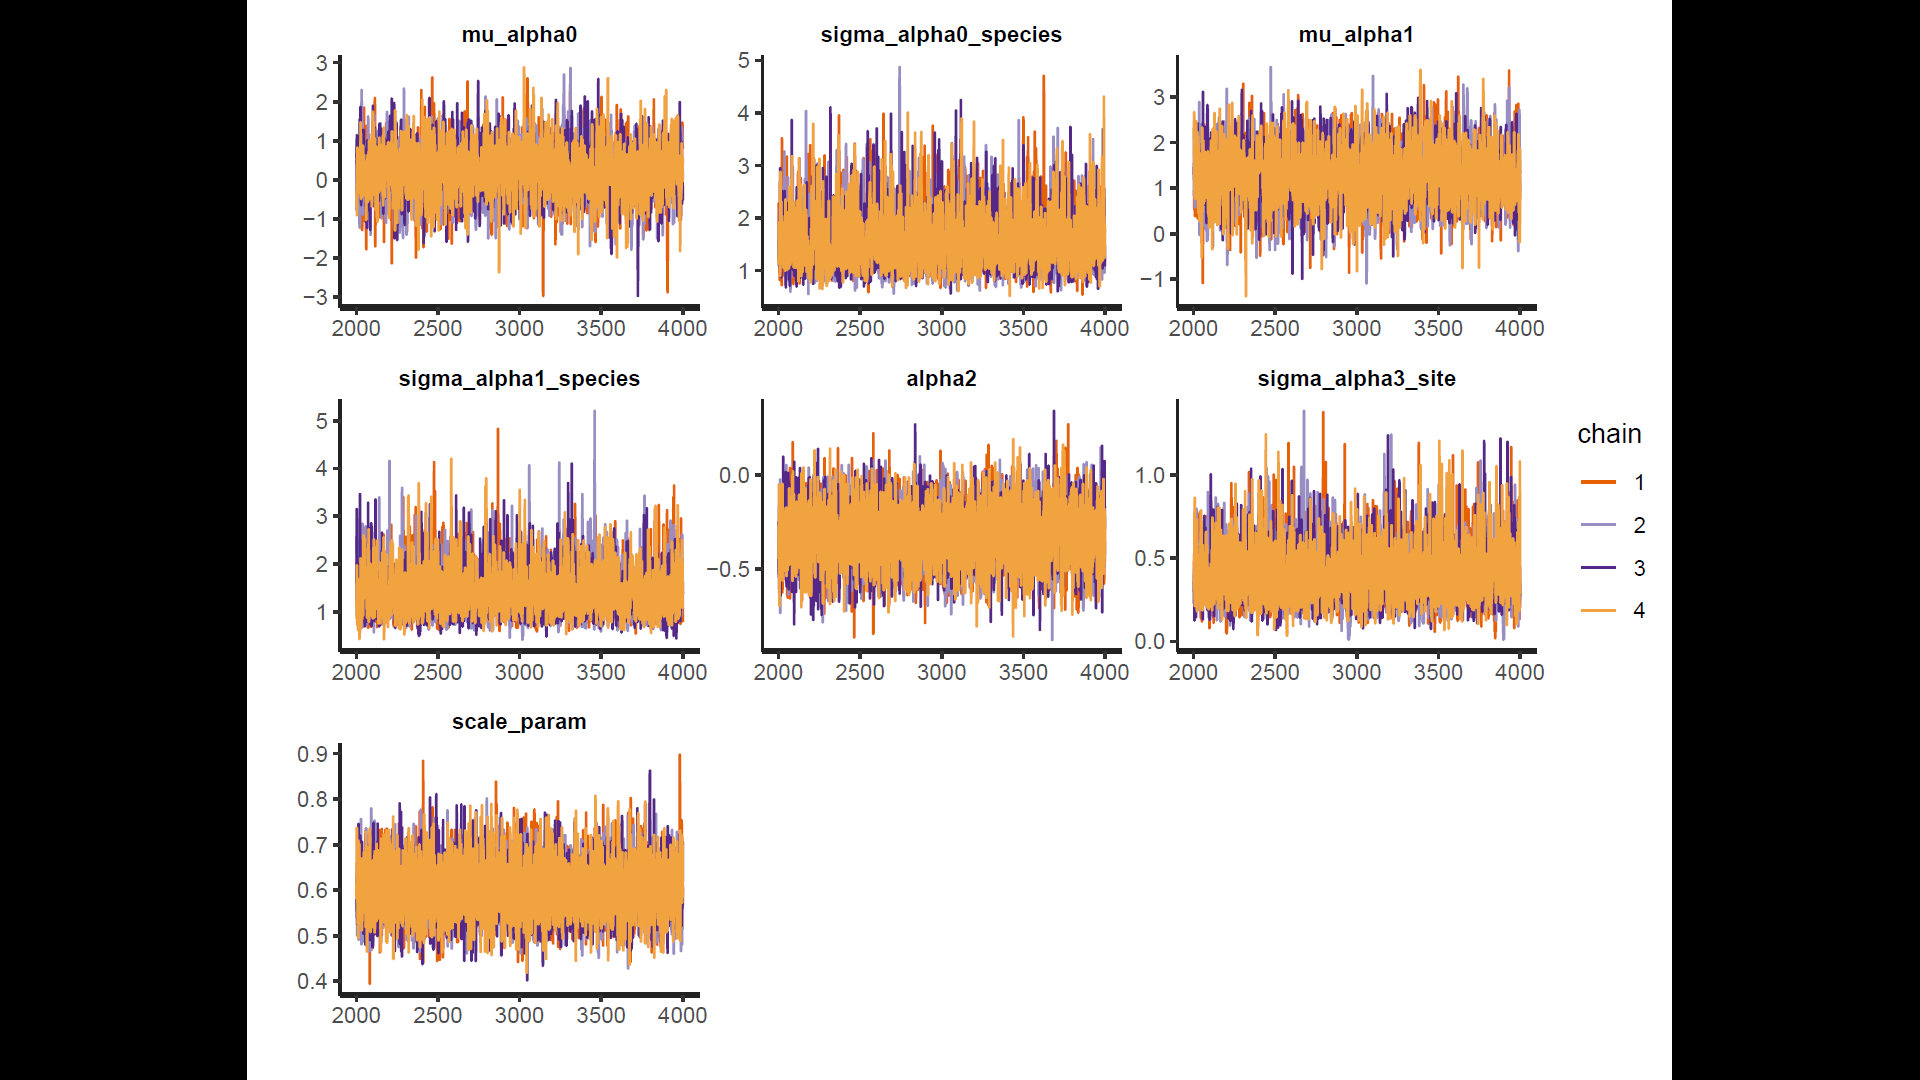 mu_alpha0
sigma_alpha0_species
mu_alpha1
3
2
1
0
−1
−2
−3
2000 2500 3000 3500 4000
5
4
3
2
1
2000 2500 3000 3500 4000
3
2
1
0
−1
2000 2500 3000 3500 4000
sigma_alpha1_species
alpha2
sigma_alpha3_site
5
4
3
2
1
2000 2500 3000 3500 4000
0.0
−0.5
2000 2500 3000 3500 4000
1.0
0.5
0.0
2000 2500 3000 3500 4000
chain
1
2
3
4
scale_param
0.9
0.8
0.7
0.6
0.5
0.4
2000 2500 3000 3500 4000